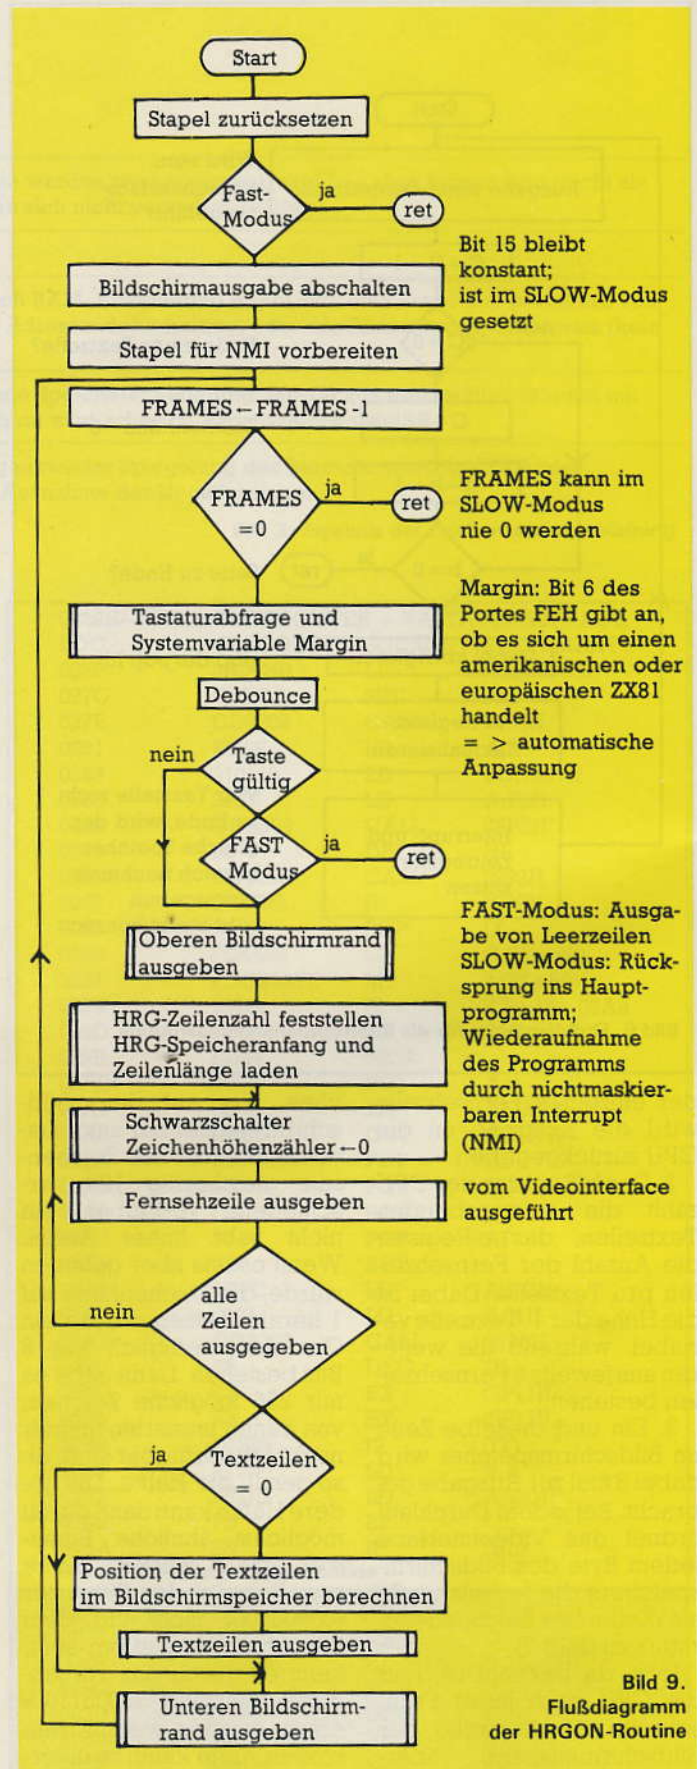 Start
Stapel zurücksetzen
Fast-
Modus
ja
ret
Bit 15 bleibt
konstant;
ist im SLOW-Modus
gesetzt
Bildschirmausgabe abschalten
Stapel für NMI vorbereiten
FRAMES←FRAMES -1
FRAMES
=0
ja
ret
FRAMES kann im
SLOW-Modus
nie 0 werden
Tastaturabfrage und
Systemvariable Margin
Margin: Bit 6 des
Portes FEH gibt an,
ob es sich um einen
amerikanischen oder
europäischen ZX81
handelt
= > automatische
Anpassung
Debounce
nein
Taste
gültig
FAST
Modus
ja
ret
Oberen Bildschirmrand
ausgeben
FAST-Modus: Ausga-
be von Leerzeilen
SLOW-Modus: Rück-
sprung ins Haupt-
programm;
Wiederaufnahme
des Programms
durch nichtmaskier-
baren Interrupt
(NMI)
HRG-Zeilenzahl feststellen
HRG-Speicheranfang und
Zeilenlänge laden
Schwarzschalter
Zeichenhöhenzähler←0
Fernsehzeile ausgeben
vom Videointerface
ausgeführt
nein
alle
Zeilen
ausgegeben
ja
Textzeilen
= 0
Position der Textzeilen
im Bildschirmspeicher berechnen
Textzeilen ausgeben
Unteren Bildschirm-
rand ausgeben
Bild 9.
Flußdiagramm
der HRGON-Routine